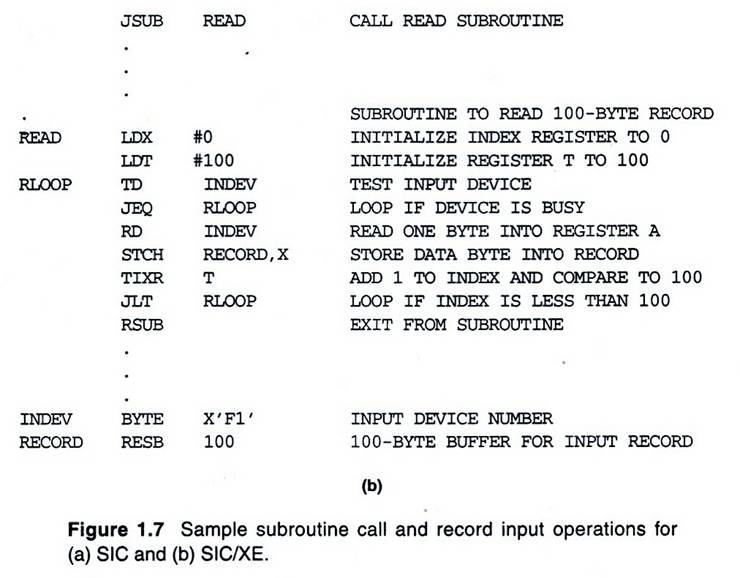 JSUB READ CALL READ SUBROUTINE
.
.
.
. SUBROUTINE TO READ 100-BYTE RECORD
READ LDX #0 INITIALIZE INDEX REGISTER TO 0
LDT #100 INITIALIZE REGISTER T TO 100
RLOOP TD INDEV TEST INPUT DEVICE
JEQ RLOOP LOOP IF DEVICE IS BUSY
RD INDEV READ ONE BYTE INTO REGISTER A
STCH RECORD,X STORE DATA BYTE INTO RECORD
TIXR T ADD 1 TO INDEX AND COMPARE TO 100
JLT RLOOP LOOP IF INDEX IS LESS THAN 100
RSUB EXIT FROM SUBROUTINE
.
.
.
INDEV BYTE X'F1' INPUT DEVICE NUMBER
RECORD RESB 100 100-BYTE BUFFER FOR INPUT RECORD
(b)
Figure 1.7 Sample subroutine call and record input operations for
(a) SIC and (b) SIC/XE.